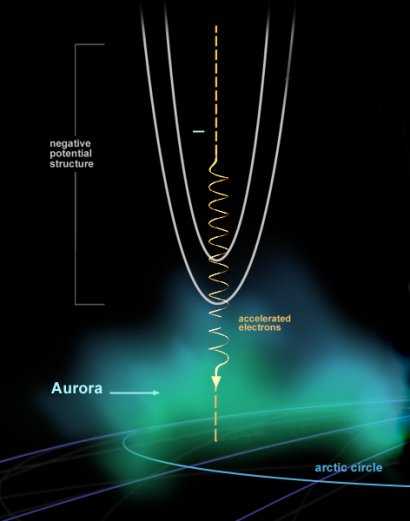 negative
potential
structure
–
accelerated
electrons
Aurora
arctic circle